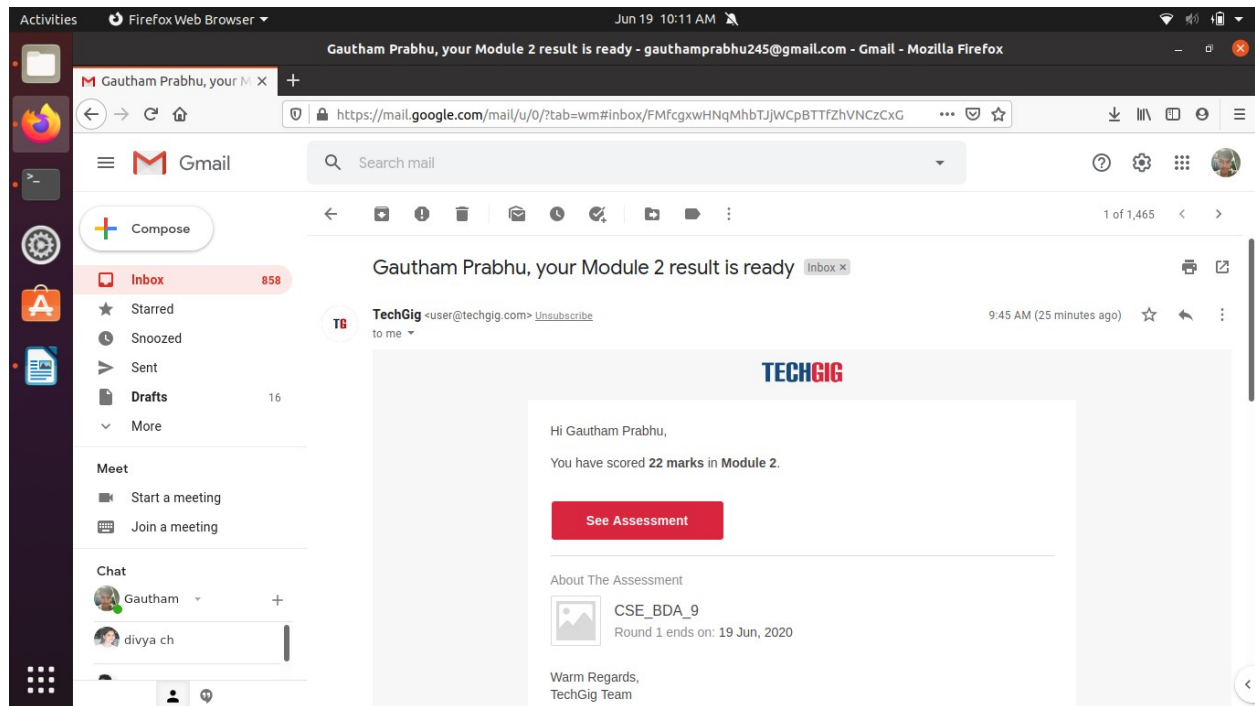 Activities Firefox Web Browser Jun 19 10:11 AM
Gautham Prabhu, your Module 2 result is ready - gauthamprabhu245@gmail.com - Gmail - Mozilla Firefox
Gautham Prabhu, your M
https://mail.google.com/mail/u/0/?tab=wm#inbox/FMfcgxwHNqMhbTJjWCpBTTfZhVNCzCxG
Gmail
Search mail
Compose
1 of 1,465
Inbox 858
Starred
Snoozed
Sent
Drafts 16
More
Meet
Start a meeting
Join a meeting
Chat
Gautham
divya ch
Gautham Prabhu, your Module 2 result is ready Inbox ×
TG
TechGig <user@techgig.com> Unsubscribe 9:45 AM (25 minutes ago)
to me
TECHGIG
Hi Gautham Prabhu,
You have scored 22 marks in Module 2.
See Assessment
About The Assessment
CSE_BDA_9
Round 1 ends on: 19 Jun, 2020
Warm Regards,
TechGig Team